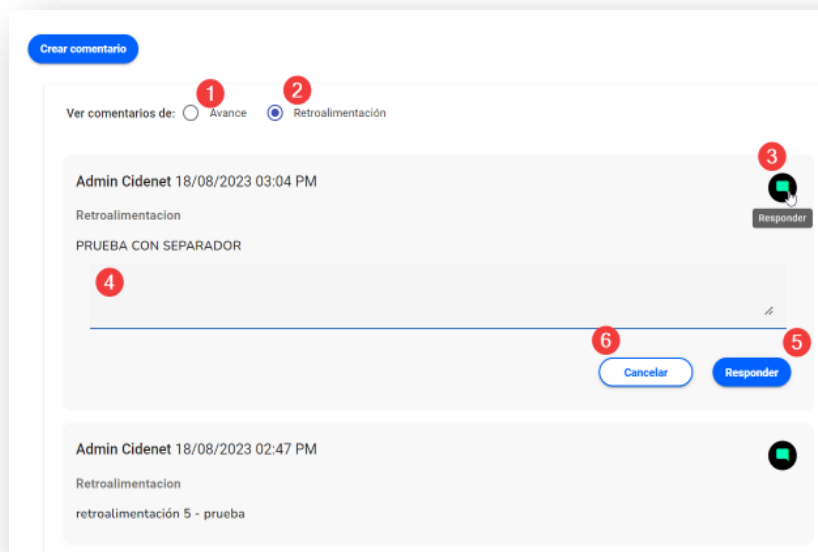 Crear comentario
1 2
Ver comentarios de: Avance Retroalimentación
3
Admin Cidenet 18/08/2023 03:04 PM
Responder
Retroalimentacion
PRUEBA CON SEPARADOR
4
6 5
Cancelar Responder
Admin Cidenet 18/08/2023 02:47 PM
Retroalimentacion
retroalimentación 5 - prueba